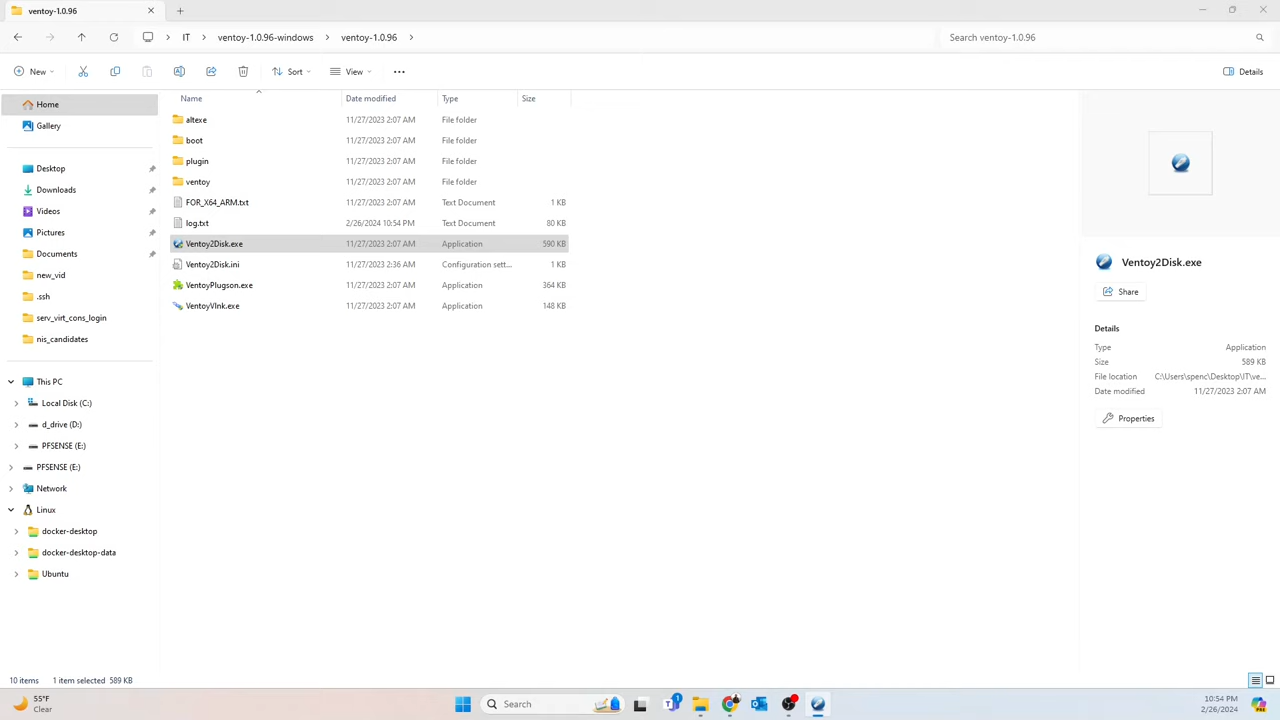 ventoy-1.0.96
IT ventoy-1.0.96-windows ventoy-1.0.96
Search ventoy-1.0.96
New Sort View Details
Name Date modified Type Size
Home
Gallery
Desktop
Downloads
Videos
Pictures
Documents
new_vid
.ssh
serv_virt_cons_login
nis_candidates
This PC
Local Disk (C:)
d_drive (D:)
PFSENSE (E:)
PFSENSE (E:)
Network
Linux
docker-desktop
docker-desktop-data
Ubuntu
altexe 11/27/2023 2:07 AM File folder
boot 11/27/2023 2:07 AM File folder
plugin 11/27/2023 2:07 AM File folder
ventoy 11/27/2023 2:07 AM File folder
FOR_X64_ARM.txt 11/27/2023 2:07 AM Text Document 1 KB
log.txt 2/26/2024 10:54 PM Text Document 80 KB
Ventoy2Disk.exe 11/27/2023 2:07 AM Application 590 KB
Ventoy2Disk.ini 11/27/2023 2:36 AM Configuration sett... 1 KB
VentoyPlugson.exe 11/27/2023 2:07 AM Application 364 KB
VentoyVlnk.exe 11/27/2023 2:07 AM Application 148 KB
Ventoy2Disk.exe
Share
Details
Type Application
Size 589 KB
File location C:\Users\spenc\Desktop\IT\ve...
Date modified 11/27/2023 2:07 AM
Properties
10 items 1 item selected 589 KB
55°F
Clear
Search
1
10:54 PM
2/26/2024